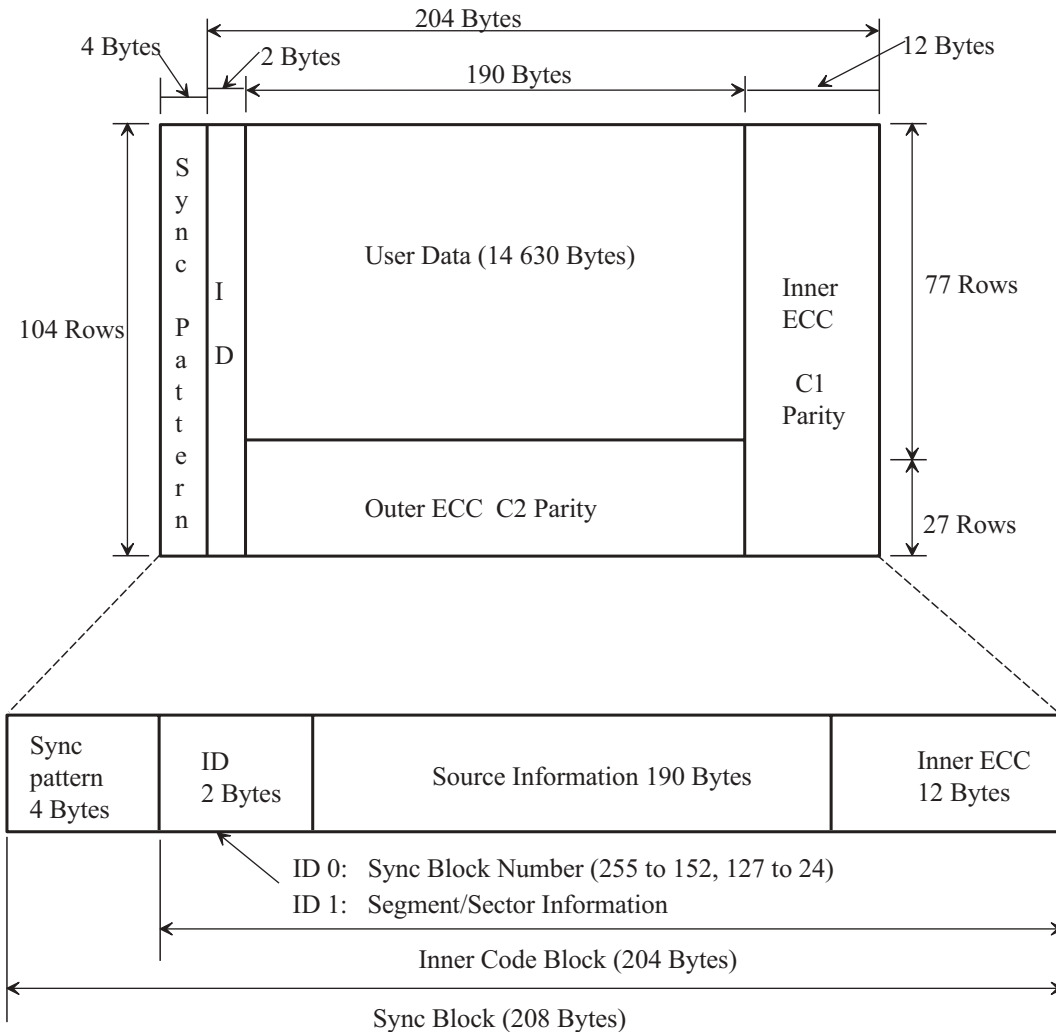 204 Bytes
4 Bytes
2 Bytes
12 Bytes
190 Bytes
Sync Pattern
I D
User Data (14 630 Bytes)
Inner
ECC
C1
Parity
77 Rows
104 Rows
Outer ECC C2 Parity
27 Rows
Sync
pattern
4 Bytes
ID
2 Bytes
Source Information 190 Bytes
Inner ECC
12 Bytes
ID 0: Sync Block Number (255 to 152, 127 to 24)
ID 1: Segment/Sector Information
Inner Code Block (204 Bytes)
Sync Block (208 Bytes)